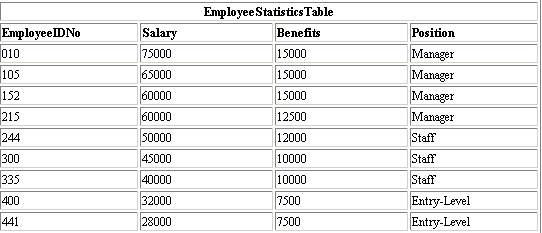 EmployeeStatisticsTable
EmployeeIDNo Salary Benefits Position
010 75000 15000 Manager
105 65000 15000 Manager
152 60000 15000 Manager
215 60000 12500 Manager
244 50000 12000 Staff
300 45000 10000 Staff
335 40000 10000 Staff
400 32000 7500 Entry-Level
441 28000 7500 Entry-Level